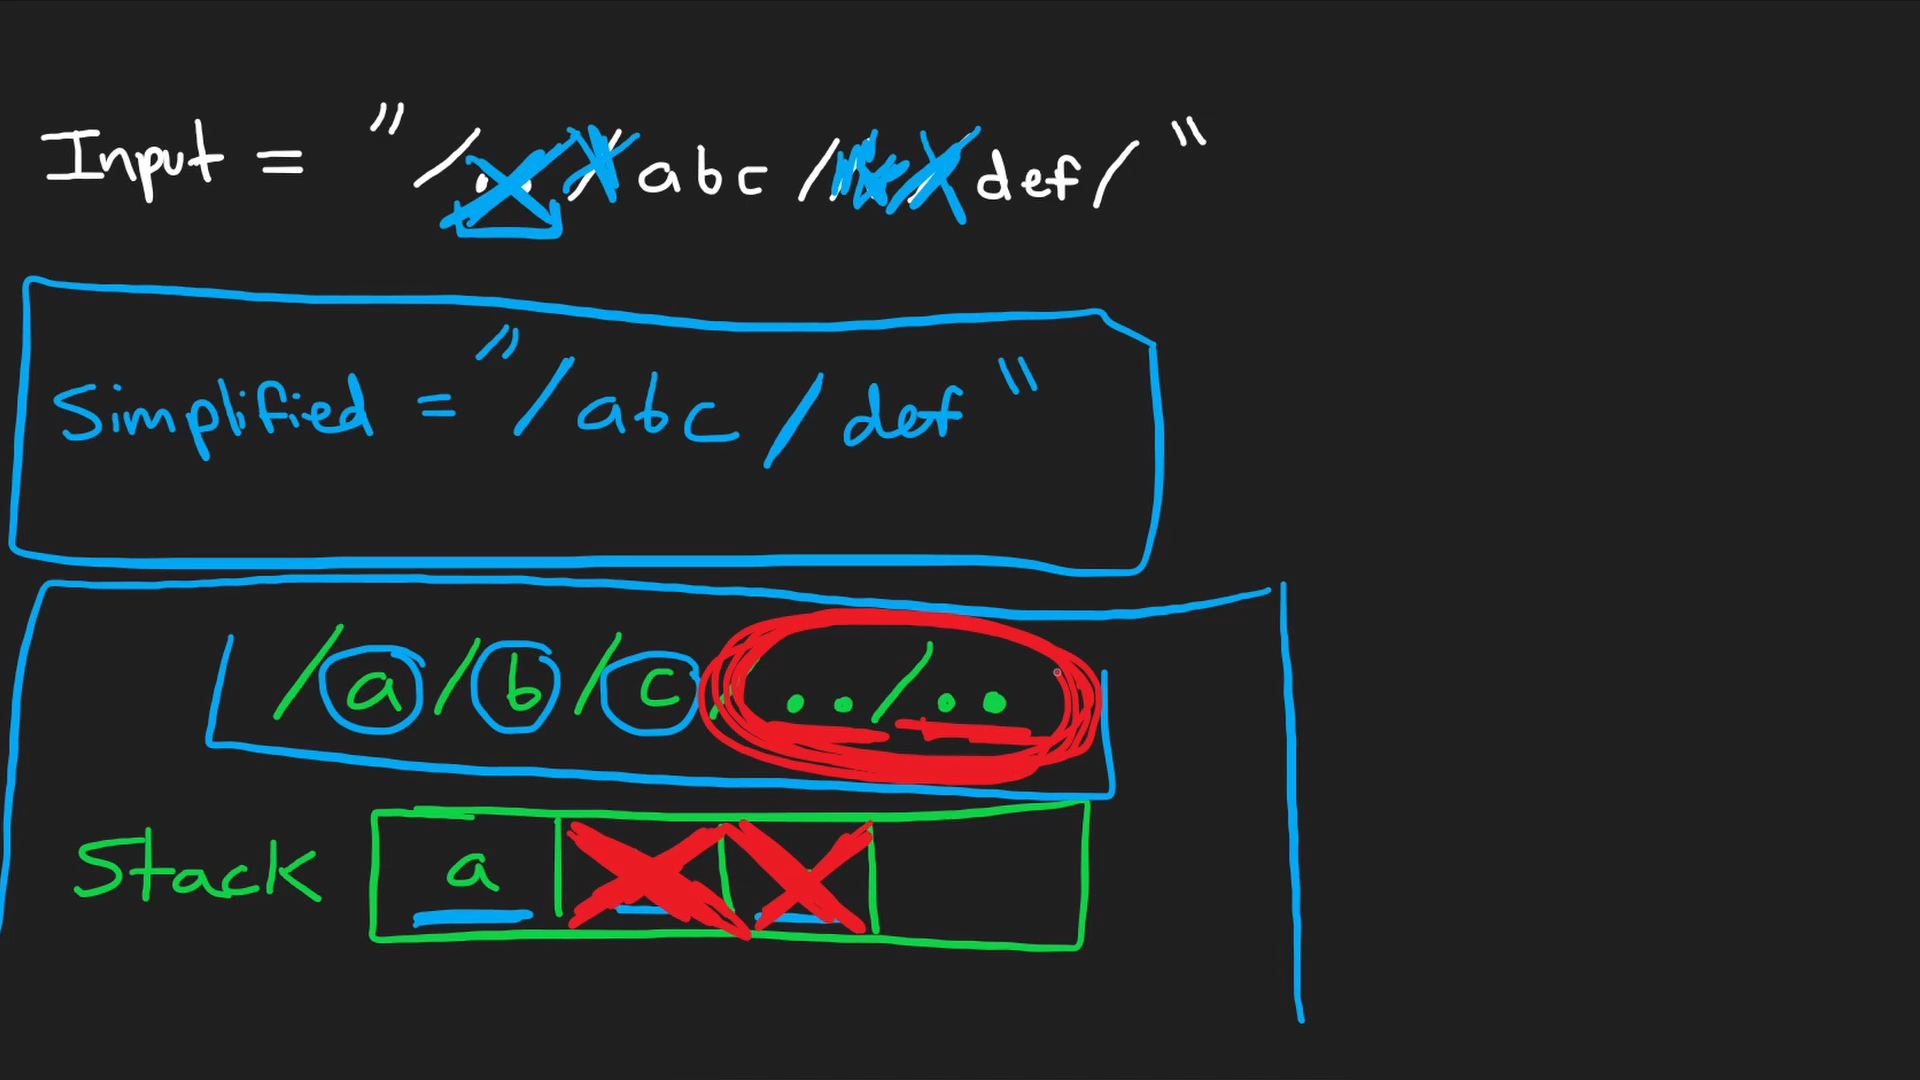 Input = "/../abc / / def/"
Simplified = "/abc/def"
/a/b/c/../..
Stack a